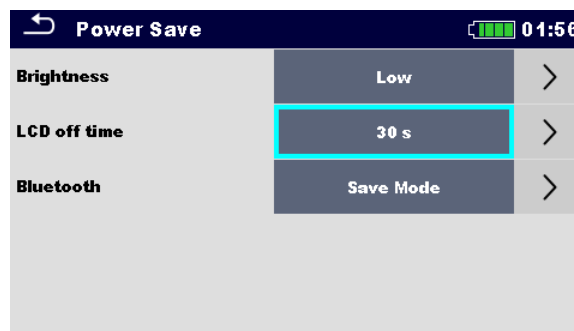 Power Save 01:56
Brightness Low
LCD off time 30 s
Bluetooth Save Mode